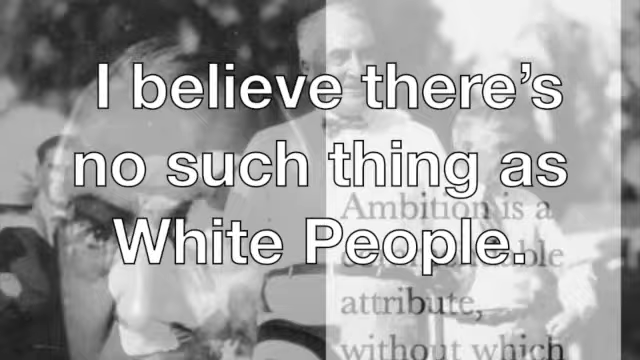 I believe there's
no such thing as
White People.
Ambition is a
attribute,
without which